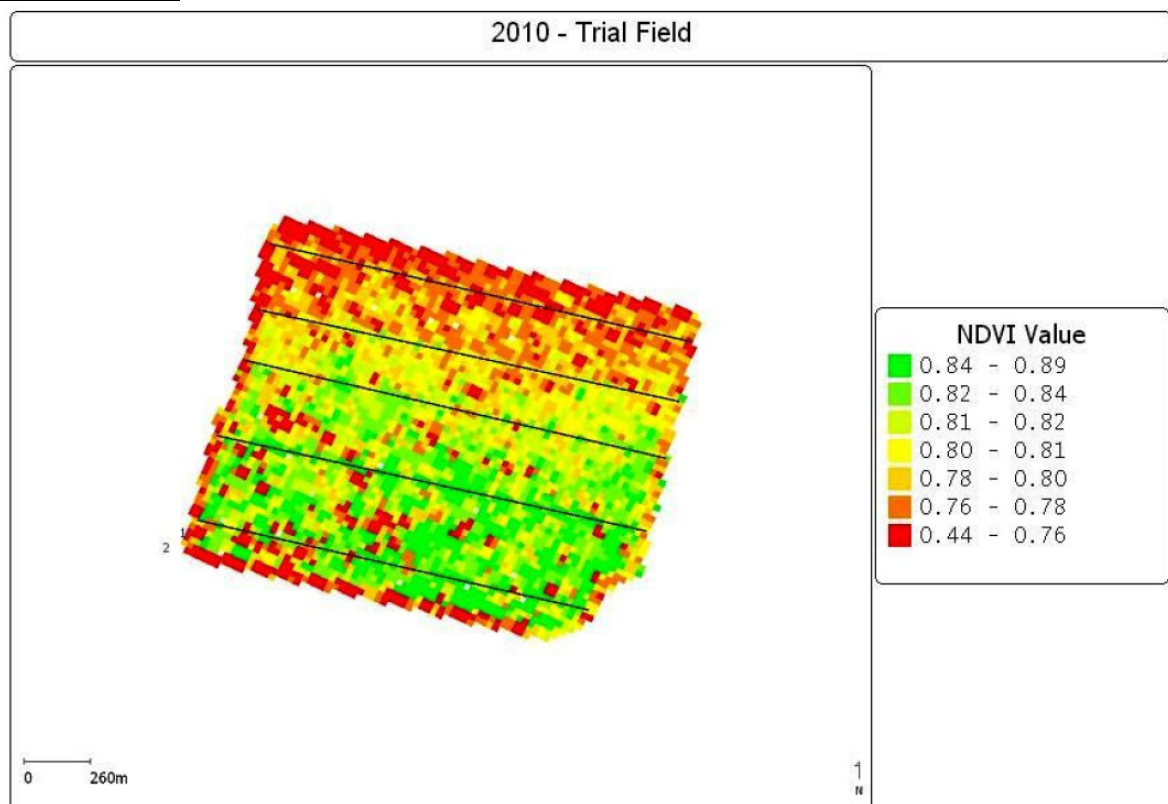 2010 - Trial Field
NDVI Value
0.84 - 0.89
0.82 - 0.84
0.81 - 0.82
0.80 - 0.81
0.78 - 0.80
0.76 - 0.78
0.44 - 0.76
1
2
0 260m
N